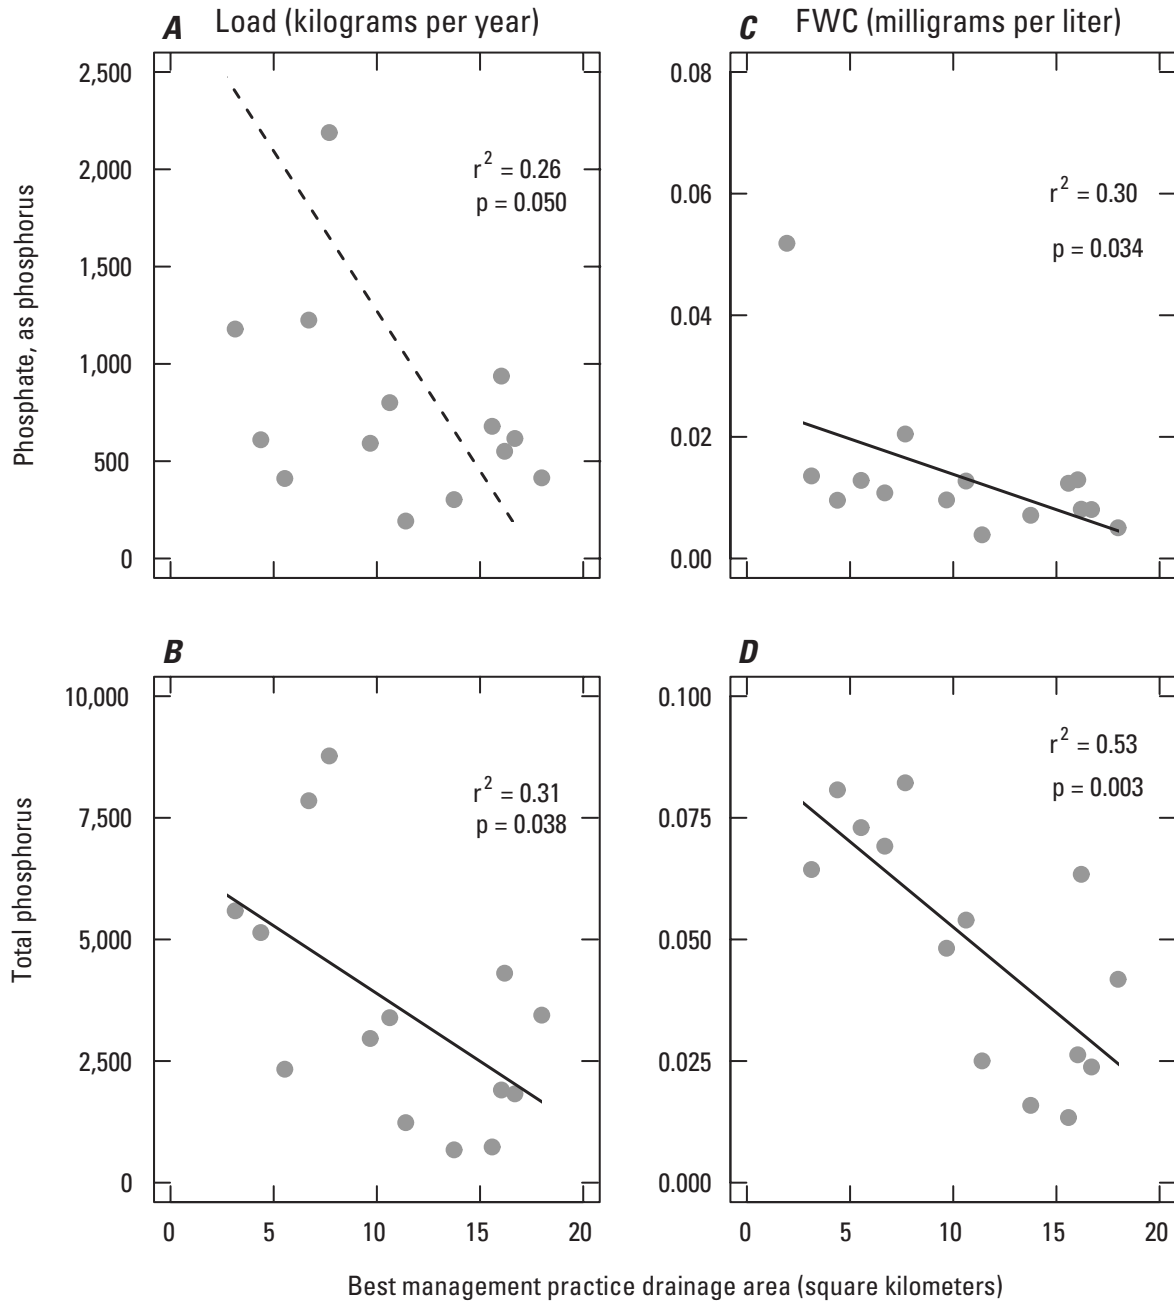 A Load (kilograms per year)
C FWC (milligrams per liter)
Phosphate, as phosphorus
2,500
2,000
1,500
1,000
500
0
r2 = 0.26
p = 0.050
0.08
0.06
0.04
0.02
0.00
r2 = 0.30
p = 0.034
B
Total phosphorus
10,000
7,500
5,000
2,500
0
r2 = 0.31
p = 0.038
0 5 10 15 20
D
0.100
0.075
0.050
0.025
0.000
r2 = 0.53
p = 0.003
0 5 10 15 20
Best management practice drainage area (square kilometers)